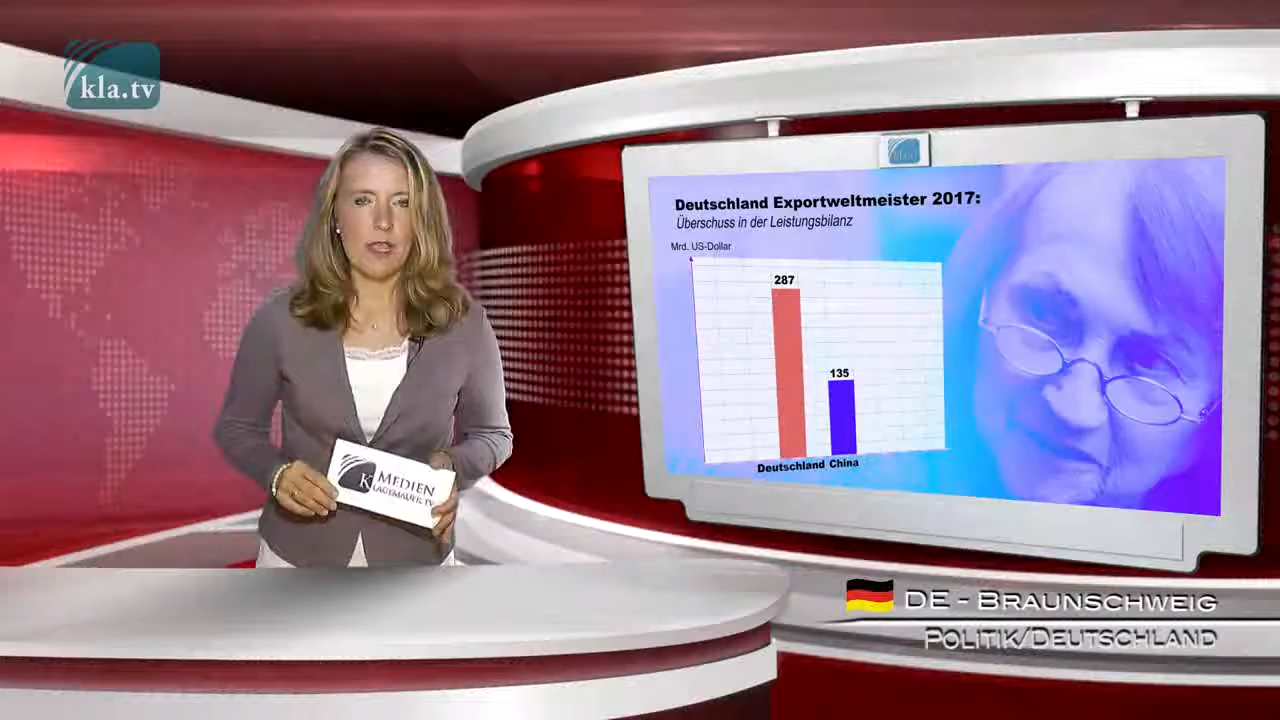 kla.tv
Deutschland Exportweltmeister 2017:
Überschuss in der Leistungsbilanz
Mrd. US-Dollar
287
135
Deutschland China
MEDIEN
KLAGEMAUER.TV
DE - BRAUNSCHWEIG
POLITIK/DEUTSCHLAND